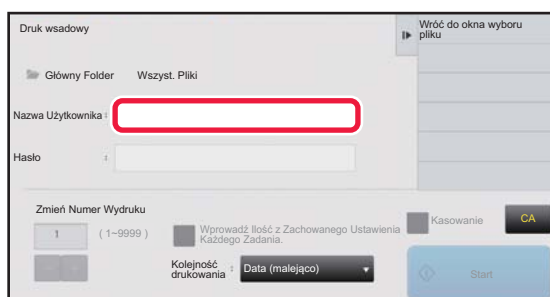 Druk wsadowy
Wróć do okna wyboru
pliku
Główny Folder Wszyst. Pliki
Nazwa Użytkownika :
Hasło :
Zmień Numer Wydruku
1 ( 1~9999 )
Wprowadź Ilość z Zachowanego Ustawienia
Każdego Zadania.
Kasowanie
CA
Kolejność
drukowania : Data (malejąco)
Start